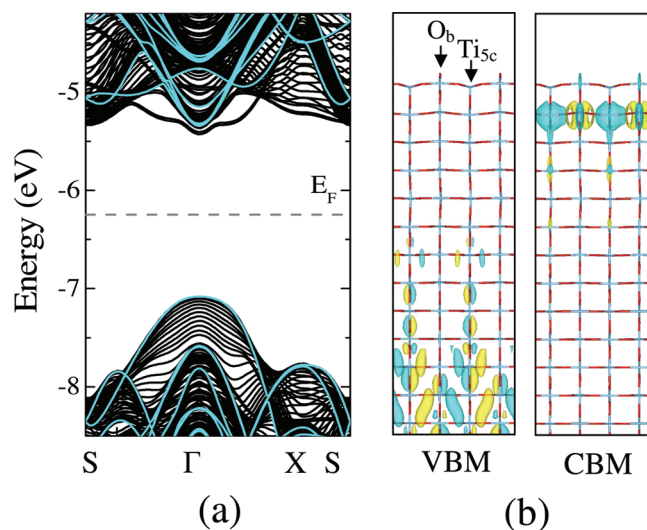 Energy (eV)
-5
-6
-7
-8
E_F
S Γ X S
(a)
O_b
Ti_5c
VBM CBM
(b)